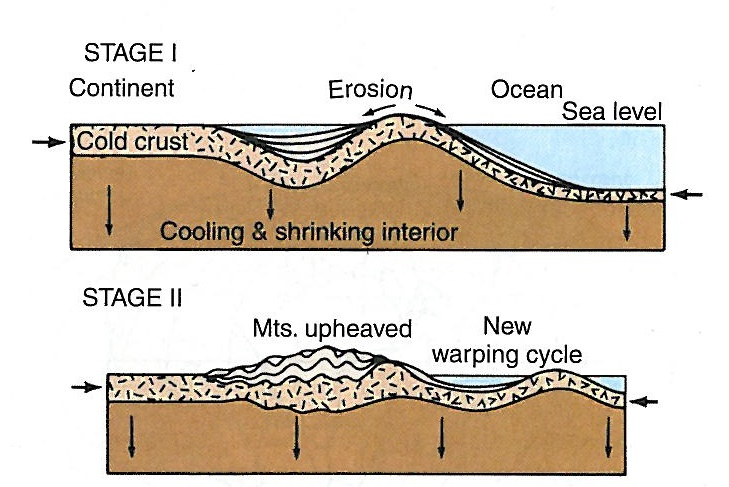 STAGE I
Continent
Erosion
Ocean
Sea level
Cold crust
Cooling & shrinking interior
STAGE II
Mts. upheaved
New
warping cycle